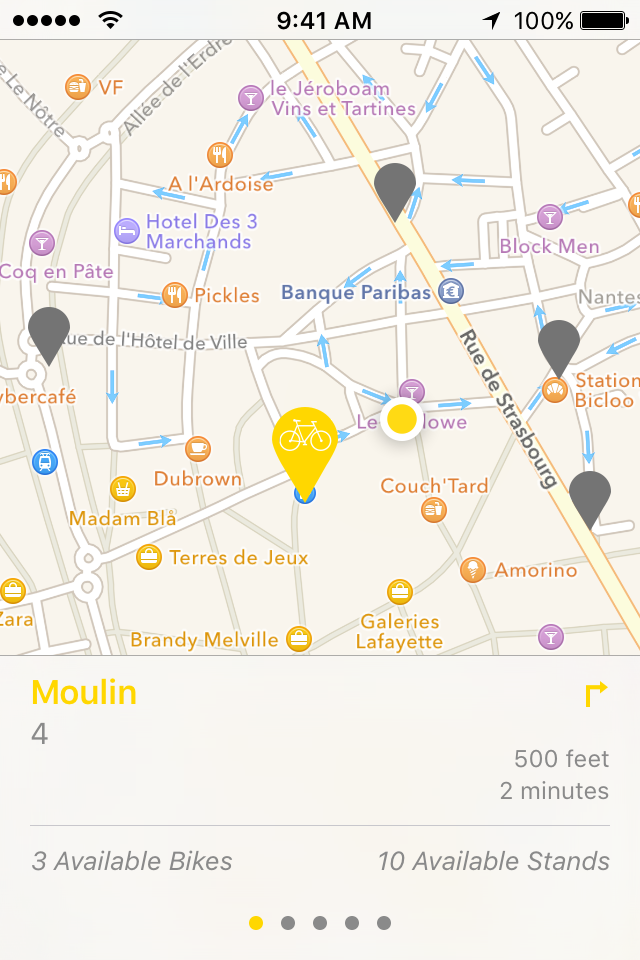 9:41 AM
100%
e Le Nôtre
VF
Allée de l'Erdre
le Jéroboam
Vins et Tartines
A l'Ardoise
Hotel Des 3
Marchands
Block Men
Coq en Pâte
Pickles
Banque Paribas
Nantes
Rue de l'Hôtel de Ville
Rue de Strasbourg
ybercafé
Station
Bicloo
Le
lowe
Dubrown
Couch'Tard
Madam Blå
Terres de Jeux
Amorino
Zara
Galeries
Lafayette
Brandy Melville
Moulin
4
500 feet
2 minutes
3 Available Bikes
10 Available Stands